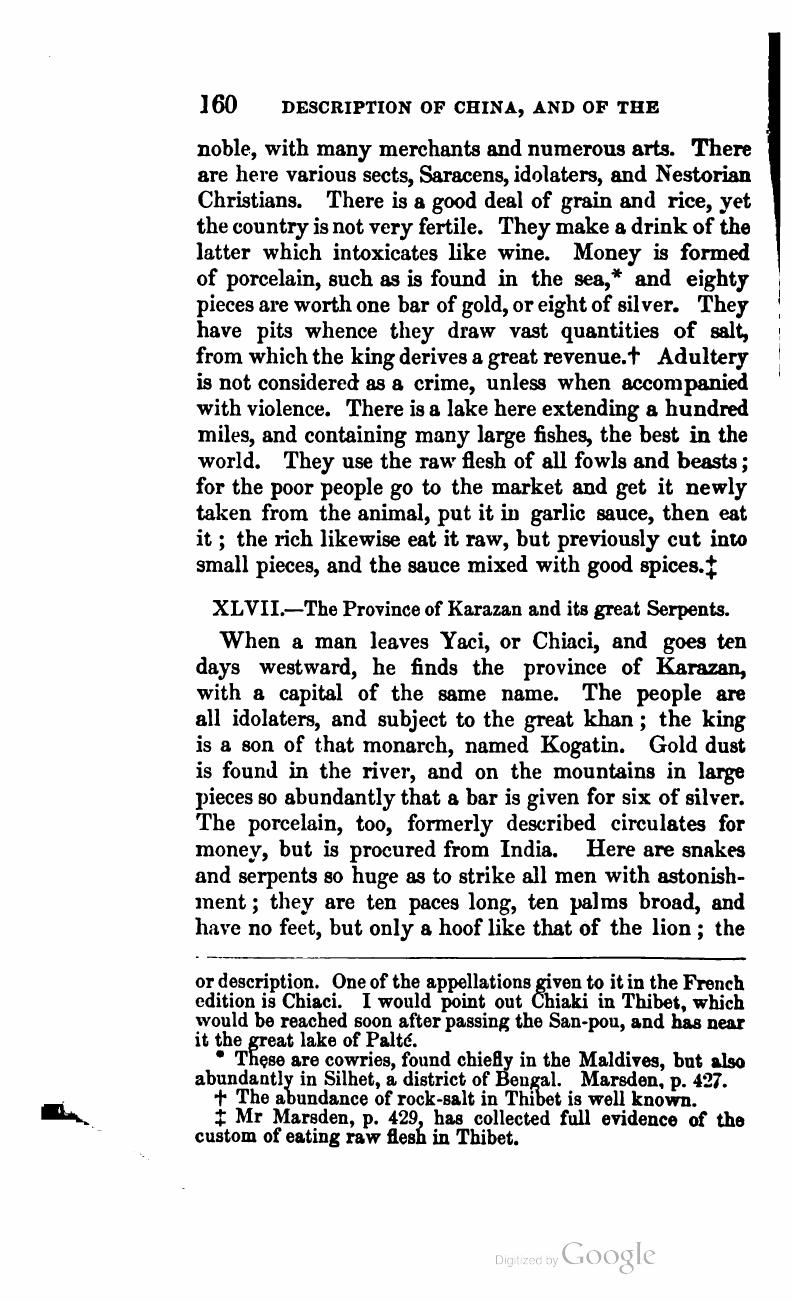 160 DESCRIPTION OF CHINA, AND OF THE
noble, with many merchants and numerous arts. There
are here various sects, Saracens, idolaters, and Nestorian
Christians. There is a good deal of grain and rice, yet
the country is not very fertile. They make a drink of the
latter which intoxicates like wine. Money is formed
of porcelain, such as is found in the sea,* and eighty
pieces are worth one bar of gold, or eight of silver. They
have pits whence they draw vast quantities of salt,
from which the king derives a great revenue.† Adultery
is not considered as a crime, unless when accompanied
with violence. There is a lake here extending a hundred
miles, and containing many large fishes, the best in the
world. They use the raw flesh of all fowls and beasts;
for the poor people go to the market and get it newly
taken from the animal, put it in garlic sauce, then eat
it; the rich likewise eat it raw, but previously cut into
small pieces, and the sauce mixed with good spices.‡
XLVII.—The Province of Karazan and its great Serpents.
When a man leaves Yaci, or Chiaci, and goes ten
days westward, he finds the province of Karazan,
with a capital of the same name. The people are
all idolaters, and subject to the great khan; the king
is a son of that monarch, named Kogatin. Gold dust
is found in the river, and on the mountains in large
pieces so abundantly that a bar is given for six of silver.
The porcelain, too, formerly described circulates for
money, but is procured from India. Here are snakes
and serpents so huge as to strike all men with astonish-
ment; they are ten paces long, ten palms broad, and
have no feet, but only a hoof like that of the lion; the
or description. One of the appellations given to it in the French
edition is Chiaci. I would point out Chiaki in Thibet, which
would be reached soon after passing the San-pou, and has near
it the great lake of Palté.
* These are cowries, found chiefly in the Maldives, but also
abundantly in Silhet, a district of Bengal. Marsden, p. 427.
† The abundance of rock-salt in Thibet is well known.
‡ Mr Marsden, p. 429, has collected full evidence of the
custom of eating raw flesh in Thibet.
Digitized by Google